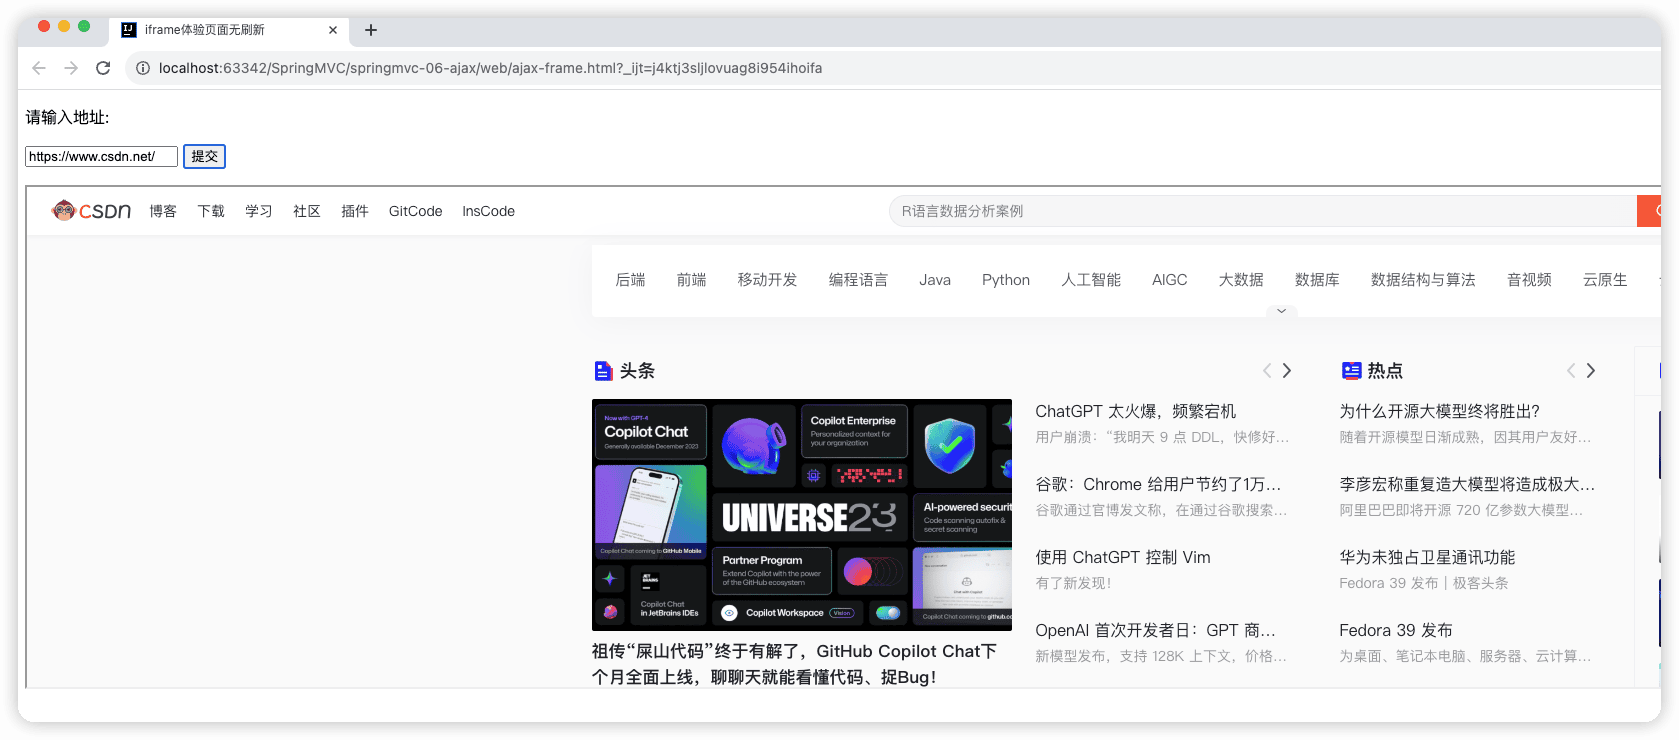 iframe体验页面无刷新
localhost:63342/SpringMVC/springmvc-06-ajax/web/ajax-frame.html?_ijt=j4ktj3sljlovuag8i954ihoifa
请输入地址:
https://www.csdn.net/ 提交
CSDN 博客 下载 学习 社区 插件 GitCode InsCode R语言数据分析案例
后端 前端 移动开发 编程语言 Java Python 人工智能 AIGC 大数据 数据库 数据结构与算法 音视频 云原生
头条
Now with GPT-4
Copilot Chat
Generally available December 2023
Copilot Enterprise
Personalized context for
your organization
UNIVERSE23
AI-powered securit
Code scanning autofix &
secret scanning
Copilot Chat coming to GitHub Mobile
Partner Program
Extend Copilot with the power
of the GitHub ecosystem
JET
BRAINS
Copilot Chat
in JetBrains IDEs
Copilot Workspace Vision
Copilot Chat coming to github.co
祖传“屎山代码”终于有解了，GitHub Copilot Chat下
个月全面上线，聊聊天就能看懂代码、捉Bug！
ChatGPT 太火爆，频繁宕机
用户崩溃：“我明天 9 点 DDL，快修好...
谷歌：Chrome 给用户节约了1万...
谷歌通过官博发文称，在通过谷歌搜索...
使用 ChatGPT 控制 Vim
有了新发现！
OpenAI 首次开发者日：GPT 商...
新模型发布，支持 128K 上下文，价格...
热点
为什么开源大模型终将胜出？
随着开源模型日渐成熟，因其用户友好...
李彦宏称重复造大模型将造成极大...
阿里巴巴即将开源 720 亿参数大模型...
华为未独占卫星通讯功能
Fedora 39 发布 | 极客头条
Fedora 39 发布
为桌面、笔记本电脑、服务器、云计算...